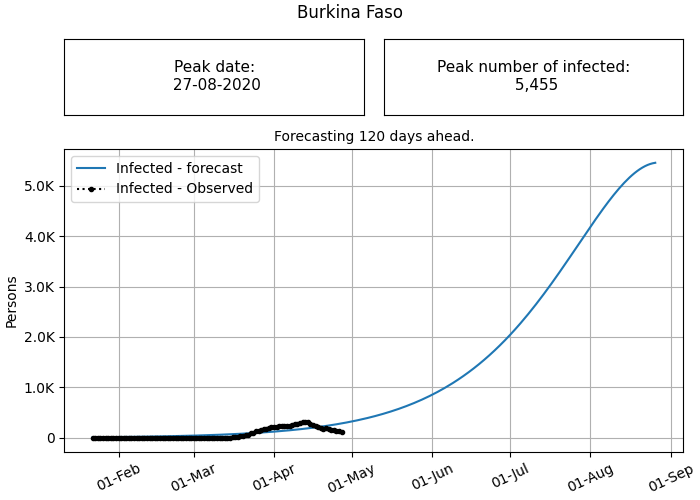 Burkina Faso
Peak date:
27-08-2020
Peak number of infected:
5,455
Forecasting 120 days ahead.
Infected - forecast
Infected - Observed
5.0K
4.0K
3.0K
2.0K
1.0K
0
Persons
01-Feb
01-Mar
01-Apr
01-May
01-Jun
01-Jul
01-Aug
01-Sep